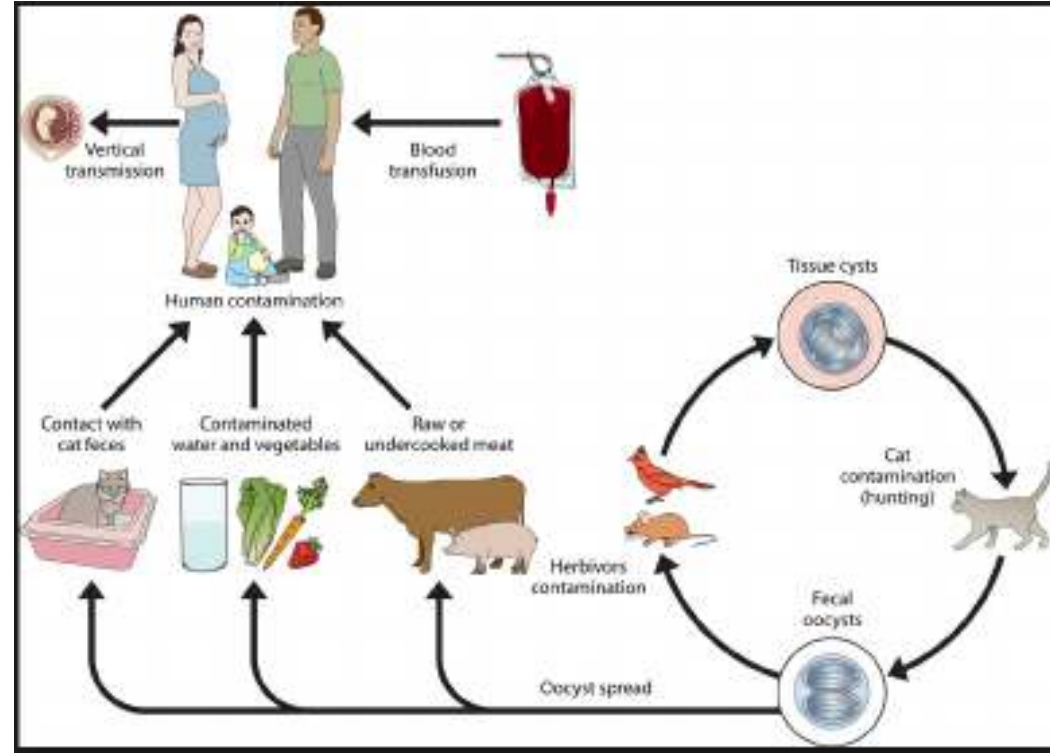 Vertical
transmission
Blood
transfusion
Human contamination
Tissue cysts
Contact with
cat feces
Contaminated
water and vegetables
Raw or
undercooked meat
Cat
contamination
(hunting)
Herbivors
contamination
Fecal
oocysts
Oocyst spread